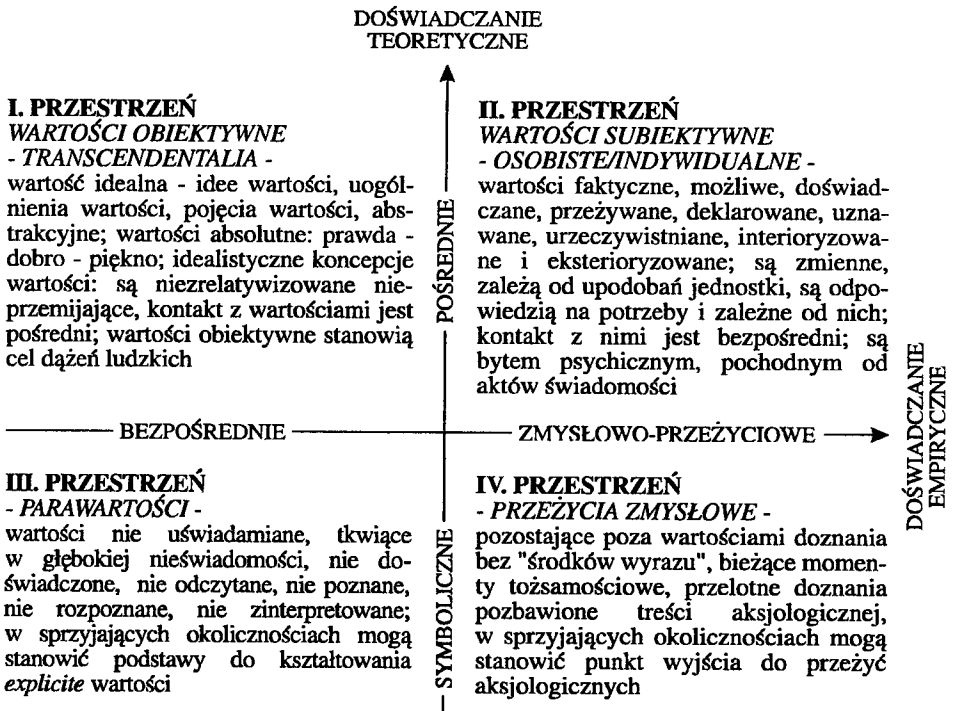 DOŚWIADCZANIE
TEORETYCZNE
I. PRZESTRZEŃ
WARTOŚCI OBIEKTYWNE
- TRANSCENDENTALIA -
wartość idealna - idee wartości, uogól-
nienia wartości, pojęcia wartości, abs-
trakcyjne; wartości absolutne: prawda -
dobro - piękno; idealistyczne koncepcje
wartości: są niezrelatywizowane nie-
przemijające, kontakt z wartościami jest
pośredni; wartości obiektywne stanowią
cel dążeń ludzkich
POŚREDNIE
II. PRZESTRZEŃ
WARTOŚCI SUBIEKTYWNE
- OSOBISTE/INDYWIDUALNE -
wartości faktyczne, możliwe, doświad-
czane, przeżywane, deklarowane, uzna-
wane, urzeczywistniane, interioryzowa-
ne i eksterioryzowane; są zmienne,
zależą od upodobań jednostki, są odpo-
wiedzią na potrzeby i zależne od nich;
kontakt z nimi jest bezpośredni; są
bytem psychicznym, pochodnym od
aktów świadomości
BEZPOŚREDNIE
ZMYSŁOWO-PRZEŻYCIOWE
DOŚWIADCZANIE
EMPIRYCZNE
III. PRZESTRZEŃ
- PARAWARTOŚCI -
wartości nie uświadamiane, tkwiące
w głębokiej nieświadomości, nie do-
świadczone, nie odczytane, nie poznane,
nie rozpoznane, nie zinterpretowane;
w sprzyjających okolicznościach mogą
stanowić podstawy do kształtowania
explicite wartości
SYMBOLICZNE
IV. PRZESTRZEŃ
- PRZEŻYCIA ZMYSŁOWE -
pozostające poza wartościami doznania
bez "środków wyrazu", bieżące momen-
ty tożsamościowe, przelotne doznania
pozbawione treści aksjologicznej,
w sprzyjających okolicznościach mogą
stanowić punkt wyjścia do przeżyć
aksjologicznych